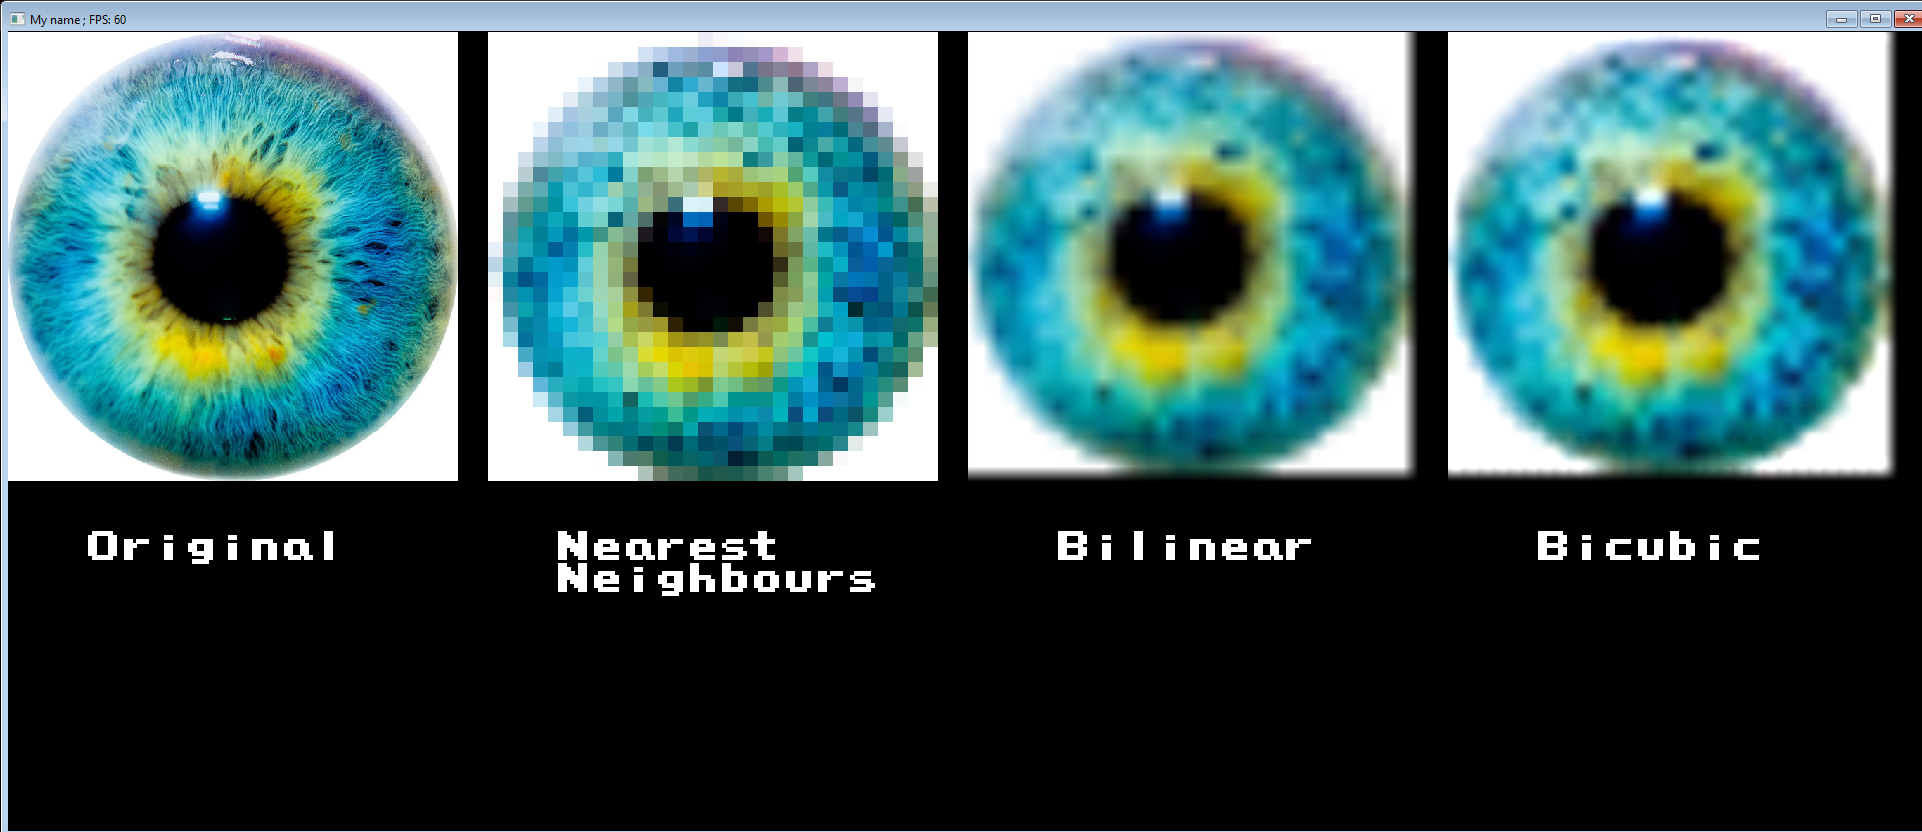 My name ; FPS: 60
Original
Nearest
Neighbours
Bilinear
Bicubic